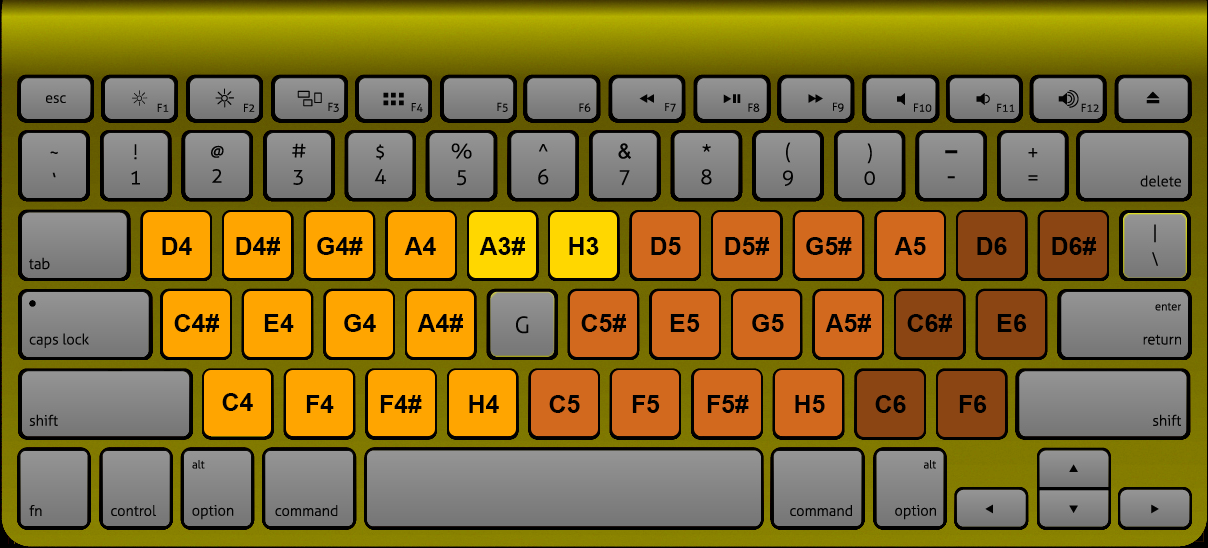 esc F1 F2 F3 F4 F5 F6 F7 F8 F9 F10 F11 F12
~ ! @ # $ % ^ & * ( ) – +
` 1 2 3 4 5 6 7 8 9 0 - = delete
tab D4 D4# G4# A4 A3# H3 D5 D5# G5# A5 D6 D6# | \
caps lock C4# E4 G4 A4# G C5# E5 G5 A5# C6# E6 enter return
shift C4 F4 F4# H4 C5 F5 F5# H5 C6 F6 shift
alt alt
fn control option command command option